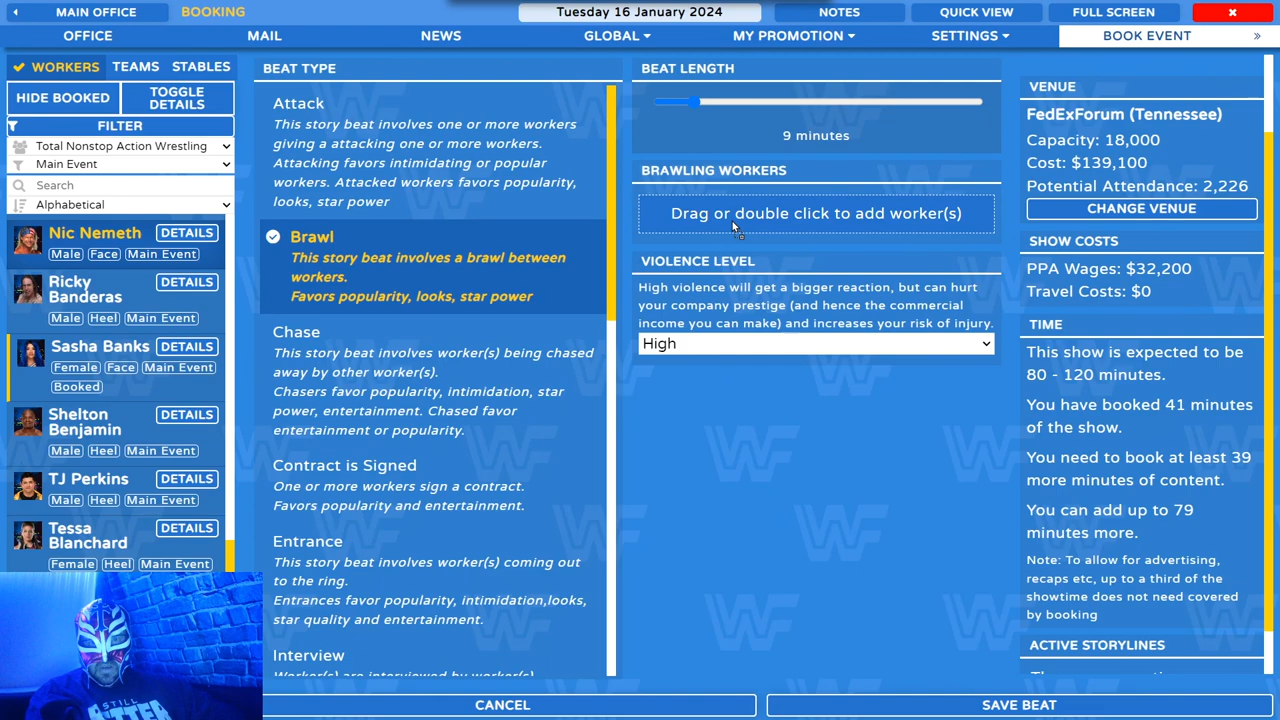 MAIN OFFICE
BOOKING
Tuesday 16 January 2024
NOTES
QUICK VIEW
FULL SCREEN
OFFICE
MAIL
NEWS
GLOBAL
MY PROMOTION
SETTINGS
BOOK EVENT
WORKERS
TEAMS
STABLES
HIDE BOOKED
TOGGLE
DETAILS
FILTER
Total Nonstop Action Wrestling
Main Event
Search
Alphabetical
Nic Nemeth
DETAILS
Male Face Main Event
Ricky
Banderas
DETAILS
Male Heel Main Event
Sasha Banks
DETAILS
Female Face Main Event
Booked
Shelton
Benjamin
DETAILS
Male Heel Main Event
TJ Perkins
DETAILS
Male Heel Main Event
Tessa
Blanchard
DETAILS
Female Heel Main Event
BEAT TYPE
Attack
This story beat involves one or more workers
giving a attacking one or more workers.
Attacking favors intimidating or popular
workers. Attacked workers favors popularity,
looks, star power
Brawl
This story beat involves a brawl between
workers.
Favors popularity, looks, star power
Chase
This story beat involves worker(s) being chased
away by other worker(s).
Chasers favor popularity, intimidation, star
power, entertainment. Chased favor
entertainment or popularity.
Contract is Signed
One or more workers sign a contract.
Favors popularity and entertainment.
Entrance
This story beat involves worker(s) coming out
to the ring.
Entrances favor popularity, intimidation,looks,
star quality and entertainment.
Interview
Worker(s) are interviewed by worker(s).
BEAT LENGTH
9 minutes
BRAWLING WORKERS
Drag or double click to add worker(s)
VIOLENCE LEVEL
High violence will get a bigger reaction, but can hurt
your company prestige (and hence the commercial
income you can make) and increases your risk of injury.
High
VENUE
FedExForum (Tennessee)
Capacity: 18,000
Cost: $139,100
Potential Attendance: 2,226
CHANGE VENUE
SHOW COSTS
PPA Wages: $32,200
Travel Costs: $0
TIME
This show is expected to be
80 - 120 minutes.
You have booked 41 minutes
of the show.
You need to book at least 39
more minutes of content.
You can add up to 79
minutes more.
Note: To allow for advertising,
recaps etc, up to a third of the
showtime does not need covered
by booking
ACTIVE STORYLINES
CANCEL
SAVE BEAT
STILL